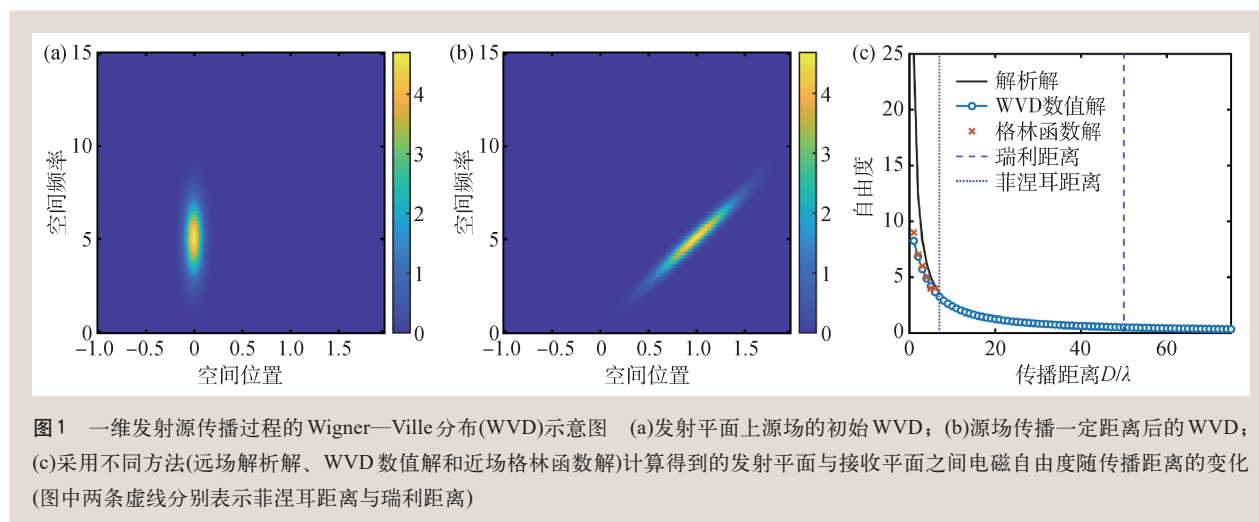 (a)
15
10
5
0
空间频率
−1.0 −0.5 0 0.5 1.0 1.5
空间位置
4
3
2
1
0
(b)
15
10
5
0
空间频率
−1.0 −0.5 0 0.5 1.0 1.5
空间位置
4
3
2
1
0
(c)
25
20
15
10
5
0
自由度
解析解
WVD数值解
格林函数解
瑞利距离
菲涅耳距离
0 20 40 60
传播距离D/λ
图1 一维发射源传播过程的Wigner—Ville分布(WVD)示意图 (a)发射平面上源场的初始WVD；(b)源场传播一定距离后的WVD；
(c)采用不同方法(远场解析解、WVD数值解和近场格林函数解)计算得到的发射平面与接收平面之间电磁自由度随传播距离的变化
(图中两条虚线分别表示菲涅耳距离与瑞利距离)